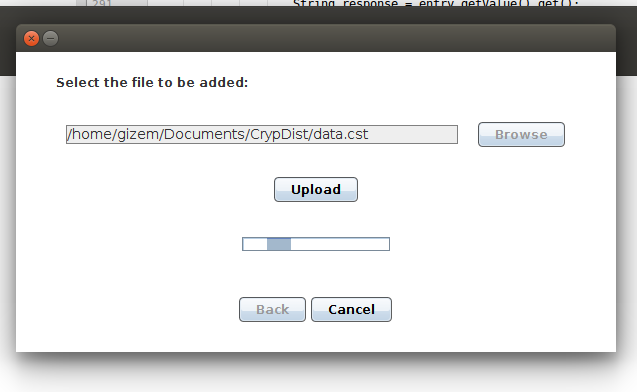 291 String response = entry.getValue().get();
Select the file to be added:
/home/gizem/Documents/CrypDist/data.cst Browse
Upload
Back Cancel